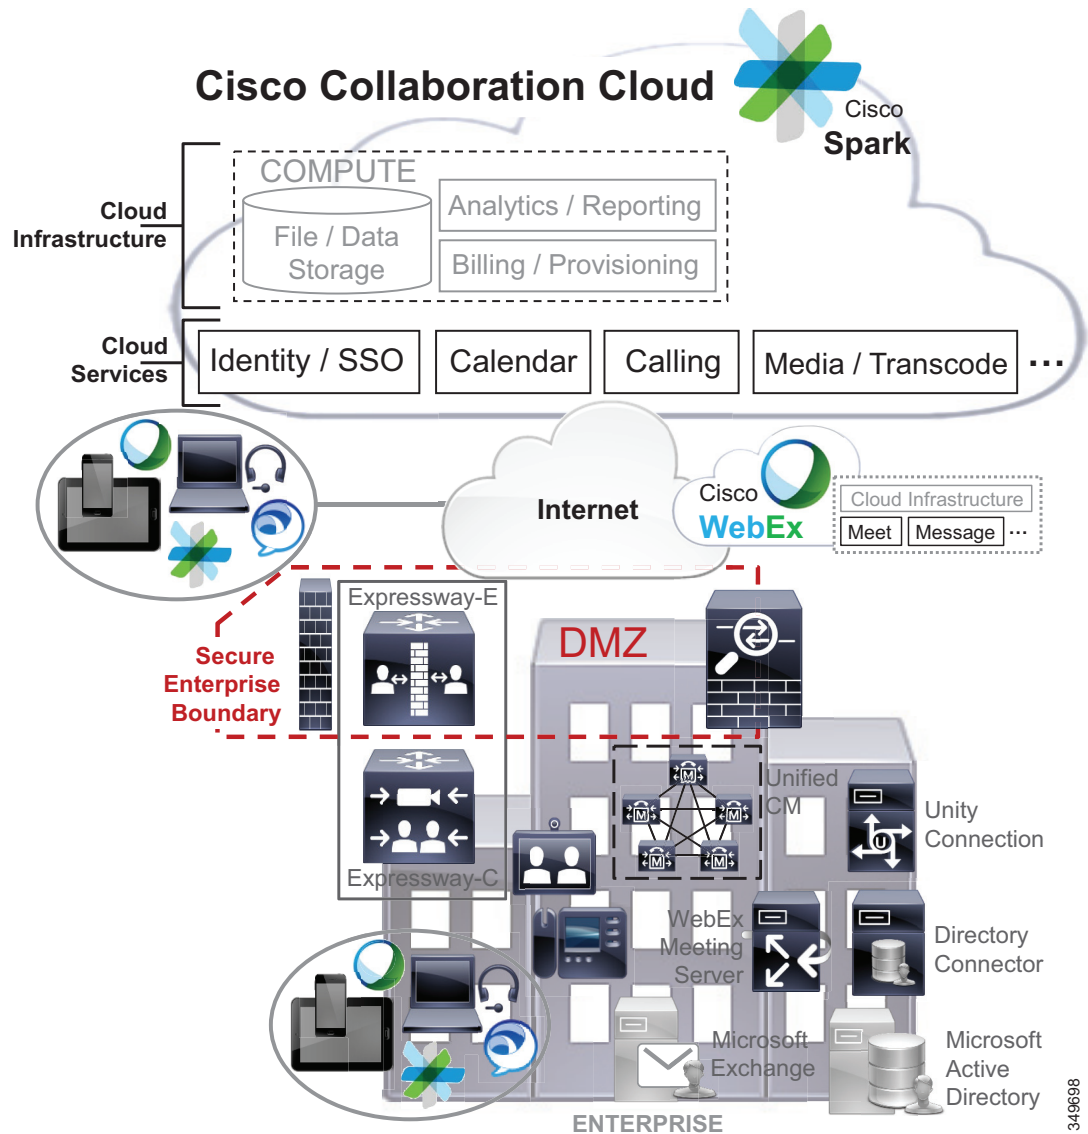 Cisco Collaboration Cloud
Cisco
Spark
Cloud
Infrastructure
COMPUTE
File / Data
Storage
Analytics / Reporting
Billing / Provisioning
Cloud
Services
Identity / SSO
Calendar
Calling
Media / Transcode
...
Internet
Cisco
WebEx
Cloud Infrastructure
Meet
Message
...
Secure
Enterprise
Boundary
Expressway-E
DMZ
Expressway-C
Unified
CM
M
M
M
M
M
Unity
Connection
U
WebEx
Meeting
Server
Directory
Connector
Microsoft
Exchange
Microsoft
Active
Directory
ENTERPRISE
349698